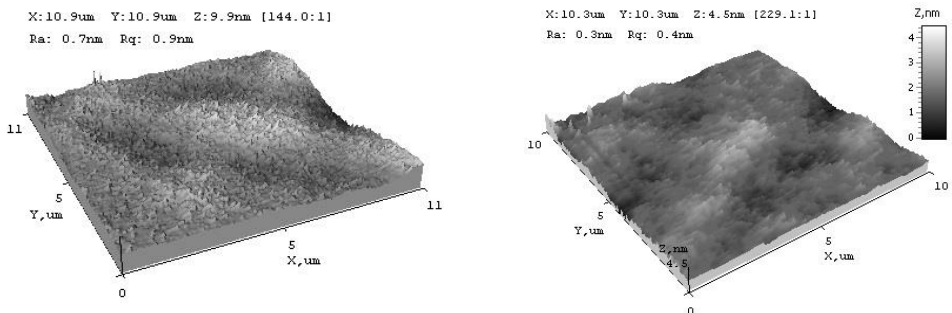 X:10.9um Y:10.9um Z:9.9nm [144.0:1]
Ra: 0.7nm Rq: 0.9nm
11
5
Y,um
0
5
X,um
11
X:10.3um Y:10.3um Z:4.5nm [229.1:1]
Ra: 0.3nm Rq: 0.4nm
Z,nm
4
3
2
1
0
10
5
Y,um
Z,nm
4.5
0
5
X,um
10